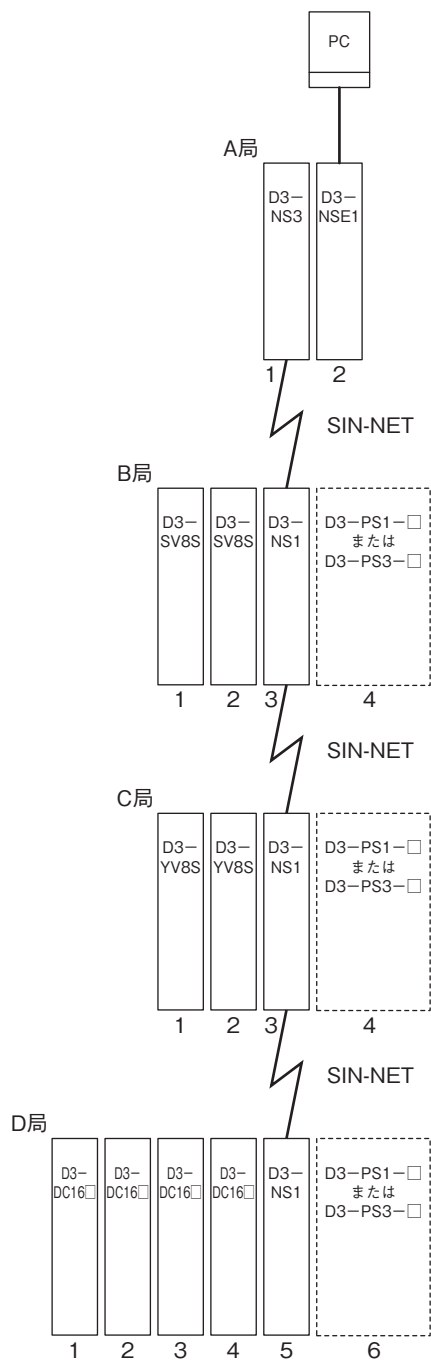 PC
A局
D3－
NS3
D3－
NSE1
1
2
SIN-NET
B局
D3－
SV8S
D3－
SV8S
D3－
NS1
D3－PS1－□
または
D3－PS3－□
1
2
3
4
SIN-NET
C局
D3－
YV8S
D3－
YV8S
D3－
NS1
D3－PS1－□
または
D3－PS3－□
1
2
3
4
SIN-NET
D局
D3－
DC16□
D3－
DC16□
D3－
DC16□
D3－
DC16□
D3－
NS1
D3－PS1－□
または
D3－PS3－□
1
2
3
4
5
6